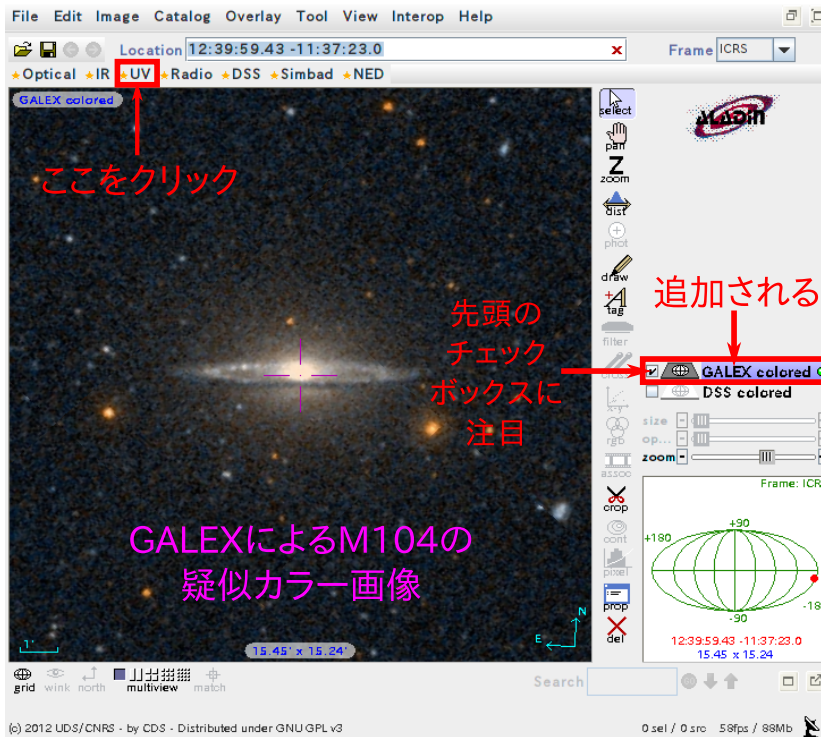 File Edit Image Catalog Overlay Tool View Interop Help
Location 12:39:59.43 -11:37:23.0
Frame ICRS
Optical IR UV Radio DSS Simbad NED
GALEX colored
ここをクリック
select
pan
zoom
dist
phot
draw
tag
filter
cross
x-y
rgb
assoc
crop
cont
pixel
prop
del
ALADIN
追加される
先頭の
チェック
ボックスに
注目
GALEX colored
DSS colored
size
op...
zoom
Frame: ICR
+90
+180
-18
-90
12:39:59.43 -11:37:23.0
15.45' x 15.24'
GALEXによるM104の
疑似カラー画像
N
E
1'
15.45' x 15.24'
grid wink north multiview match
Search
(c) 2012 UDS/CNRS - by CDS - Distributed under GNU GPL v3
0 sel / 0 src 58fps / 88Mb